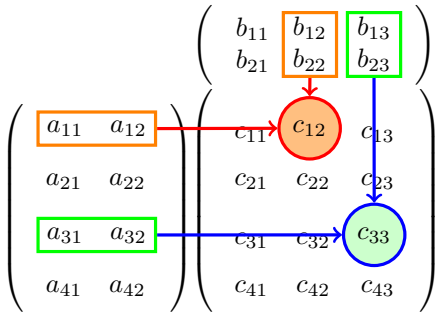 b₁₁ b₁₂ b₁₃
b₂₁ b₂₂ b₂₃
a₁₁ a₁₂ c₁₁ c₁₂ c₁₃
a₂₁ a₂₂ c₂₁ c₂₂ c₂₃
a₃₁ a₃₂ c₃₁ c₃₂ c₃₃
a₄₁ a₄₂ c₄₁ c₄₂ c₄₃